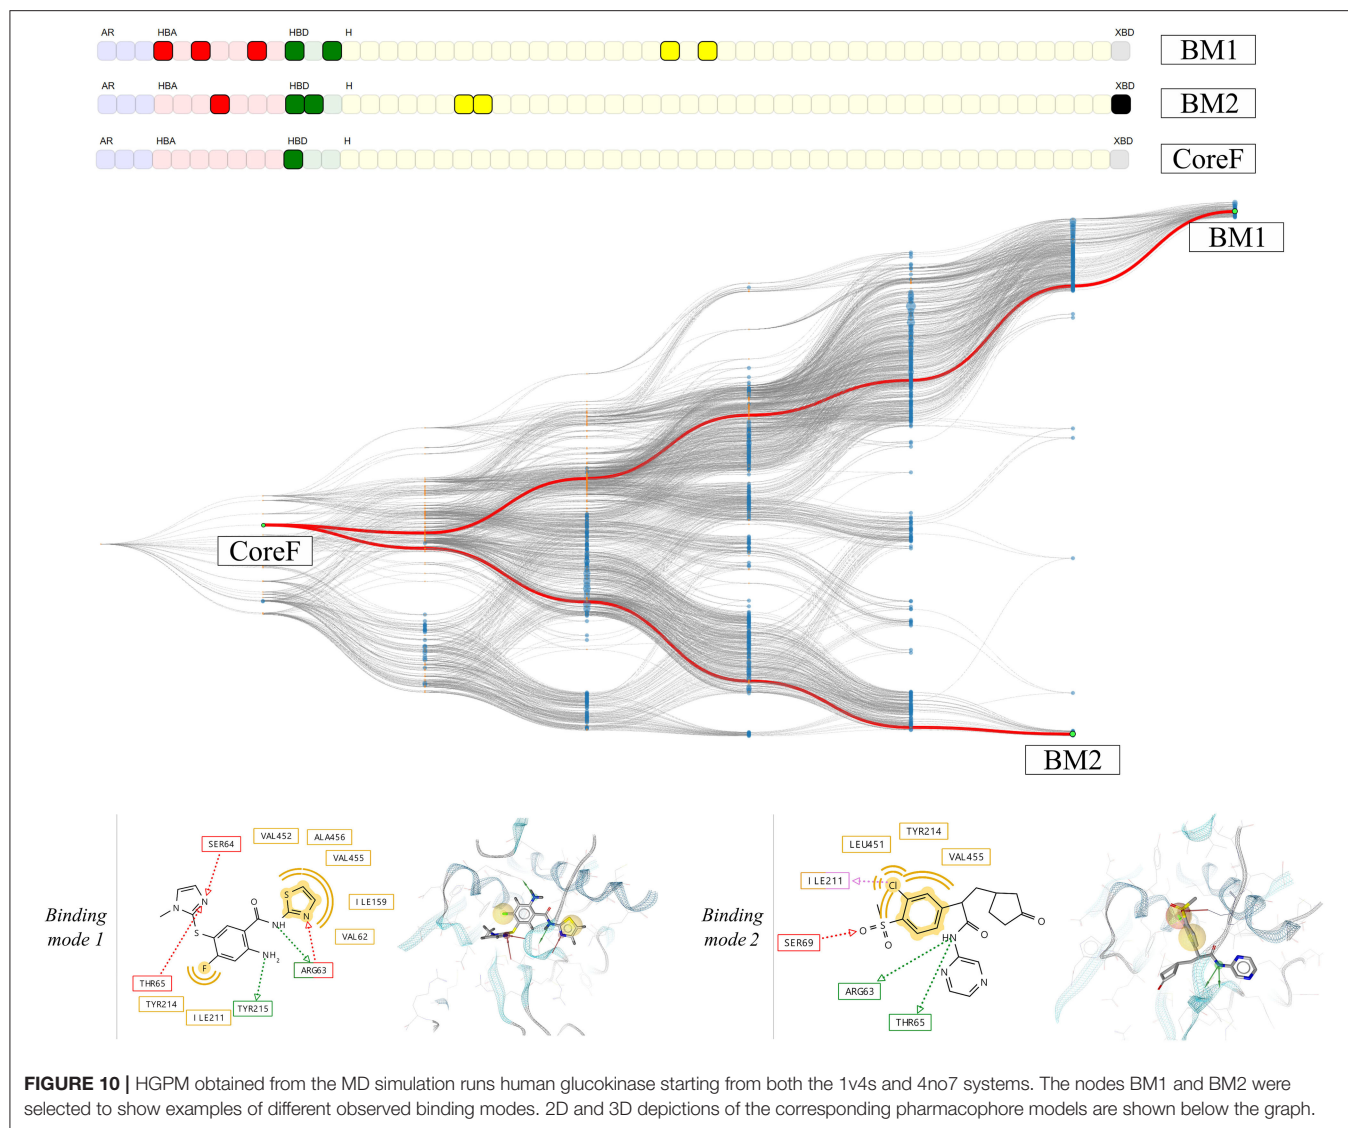 AR HBA HBD H XBD
BM1
AR HBA HBD H XBD
BM2
AR HBA HBD H XBD
CoreF
BM1
CoreF
BM2
Binding
mode 1
SER64
VAL452
ALA456
VAL455
ILE159
VAL62
ARG63
TYR215
ILE211
TYR214
THR65
N
N
S
O
S
N
NH
NH2
F
Binding
mode 2
TYR214
LEU451
VAL455
ILE211
SER69
ARG63
THR65
Cl
S
O
O
HN
O
O
N
N
FIGURE 10 | HGPM obtained from the MD simulation runs human glucokinase starting from both the 1v4s and 4no7 systems. The nodes BM1 and BM2 were
selected to show examples of different observed binding modes. 2D and 3D depictions of the corresponding pharmacophore models are shown below the graph.